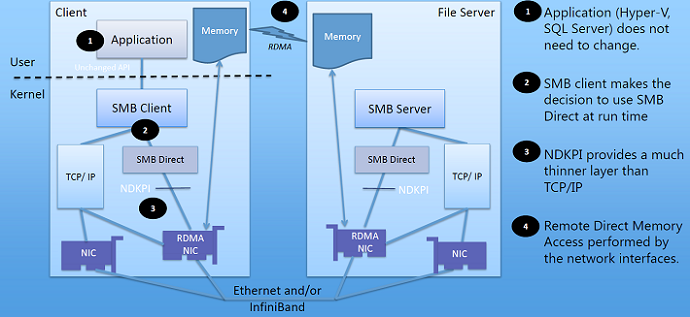 Client
4
File Server
1
Application
Memory
RDMA
Memory
Unchanged API
User
Kernel
SMB Client
2
SMB Server
SMB Direct
SMB Direct
TCP/ IP
TCP/ IP
NDKPI
NDKPI
3
NIC
RDMA
NIC
RDMA
NIC
NIC
Ethernet and/or
InfiniBand
1
Application (Hyper-V,
SQL Server) does not
need to change.
2
SMB client makes the
decision to use SMB
Direct at run time
3
NDKPI provides a much
thinner layer than
TCP/IP
4
Remote Direct Memory
Access performed by
the network interfaces.